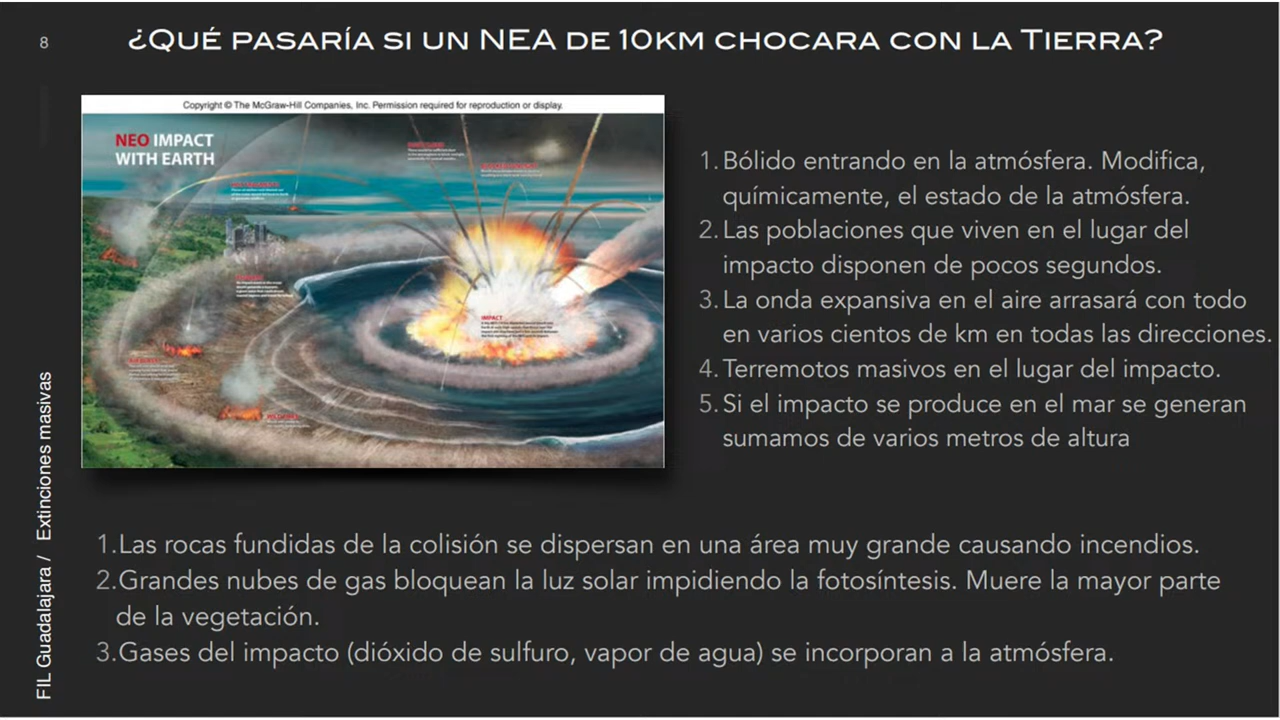 8
¿QUÉ PASARÍA SI UN NEA DE 10KM CHOCARA CON LA TIERRA?
Copyright © The McGraw-Hill Companies, Inc. Permission required for reproduction or display.
NEO IMPACT
WITH EARTH
IMPACT
1. Bólido entrando en la atmósfera. Modifica,
químicamente, el estado de la atmósfera.
2. Las poblaciones que viven en el lugar del
impacto disponen de pocos segundos.
3. La onda expansiva en el aire arrasará con todo
en varios cientos de km en todas las direcciones.
4. Terremotos masivos en el lugar del impacto.
5. Si el impacto se produce en el mar se generan
sumamos de varios metros de altura
1.Las rocas fundidas de la colisión se dispersan en una área muy grande causando incendios.
2.Grandes nubes de gas bloquean la luz solar impidiendo la fotosíntesis. Muere la mayor parte
de la vegetación.
3.Gases del impacto (dióxido de sulfuro, vapor de agua) se incorporan a la atmósfera.
FIL Guadalajara / Extinciones masivas